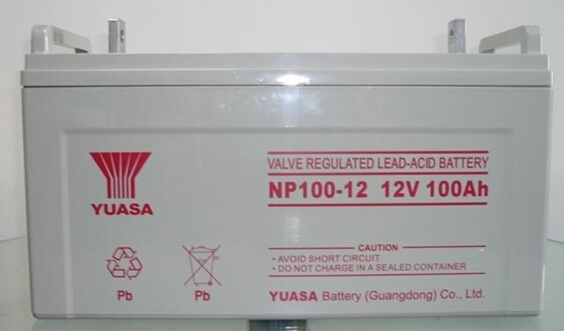 YUASA
VALVE REGULATED LEAD-ACID BATTERY
NP100-12 12V 100Ah
CAUTION
• AVOID SHORT CIRCUIT
• DO NOT CHARGE IN A SEALED CONTAINER
Pb Pb
YUASA Battery (Guangdong) Co., Ltd.